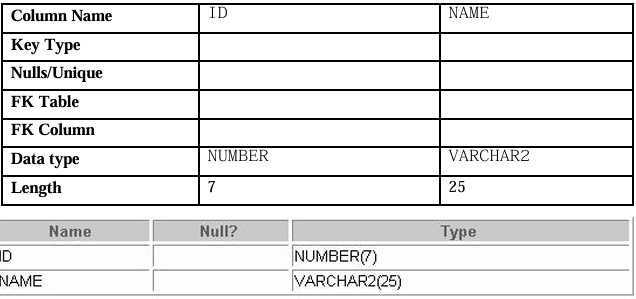 Column Name ID NAME
Key Type
Nulls/Unique
FK Table
FK Column
Data type NUMBER VARCHAR2
Length 7 25
Name Null? Type
ID NUMBER(7)
NAME VARCHAR2(25)